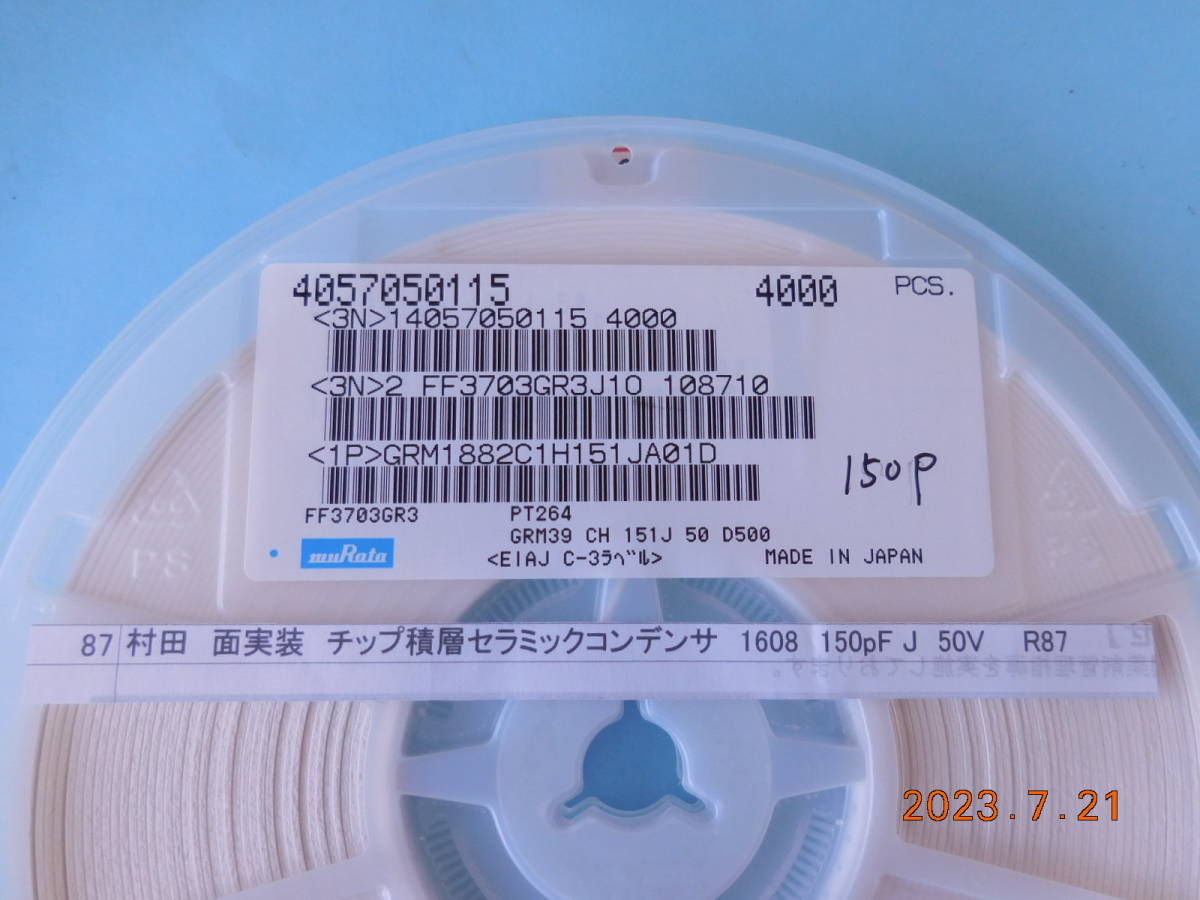 4057050115 4000 PCS.
<3N>14057050115 4000
<3N>2 FF3703GR3J10 108710
<1P>GRM1882C1H151JA01D
150P
FF3703GR3 PT264
GRM39 CH 151J 50 D500
muRata <EIAJ C-3ラベル> MADE IN JAPAN
PS
87 村田 面実装 チップ積層セラミックコンデンサ 1608 150pF J 50V R87
2023.7.21